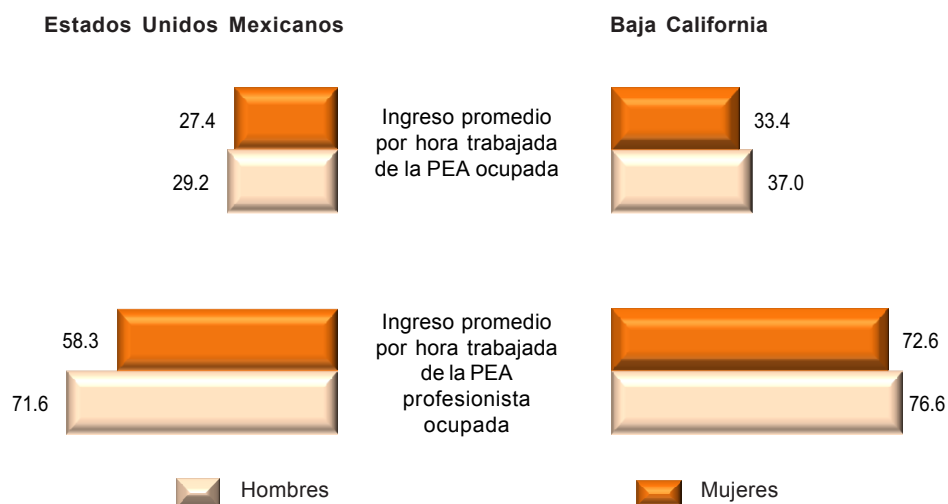 Estados Unidos Mexicanos
Baja California
27.4
29.2
Ingreso promedio
por hora trabajada
de la PEA ocupada
33.4
37.0
58.3
71.6
Ingreso promedio
por hora trabajada
de la PEA
profesionista
ocupada
72.6
76.6
Hombres
Mujeres